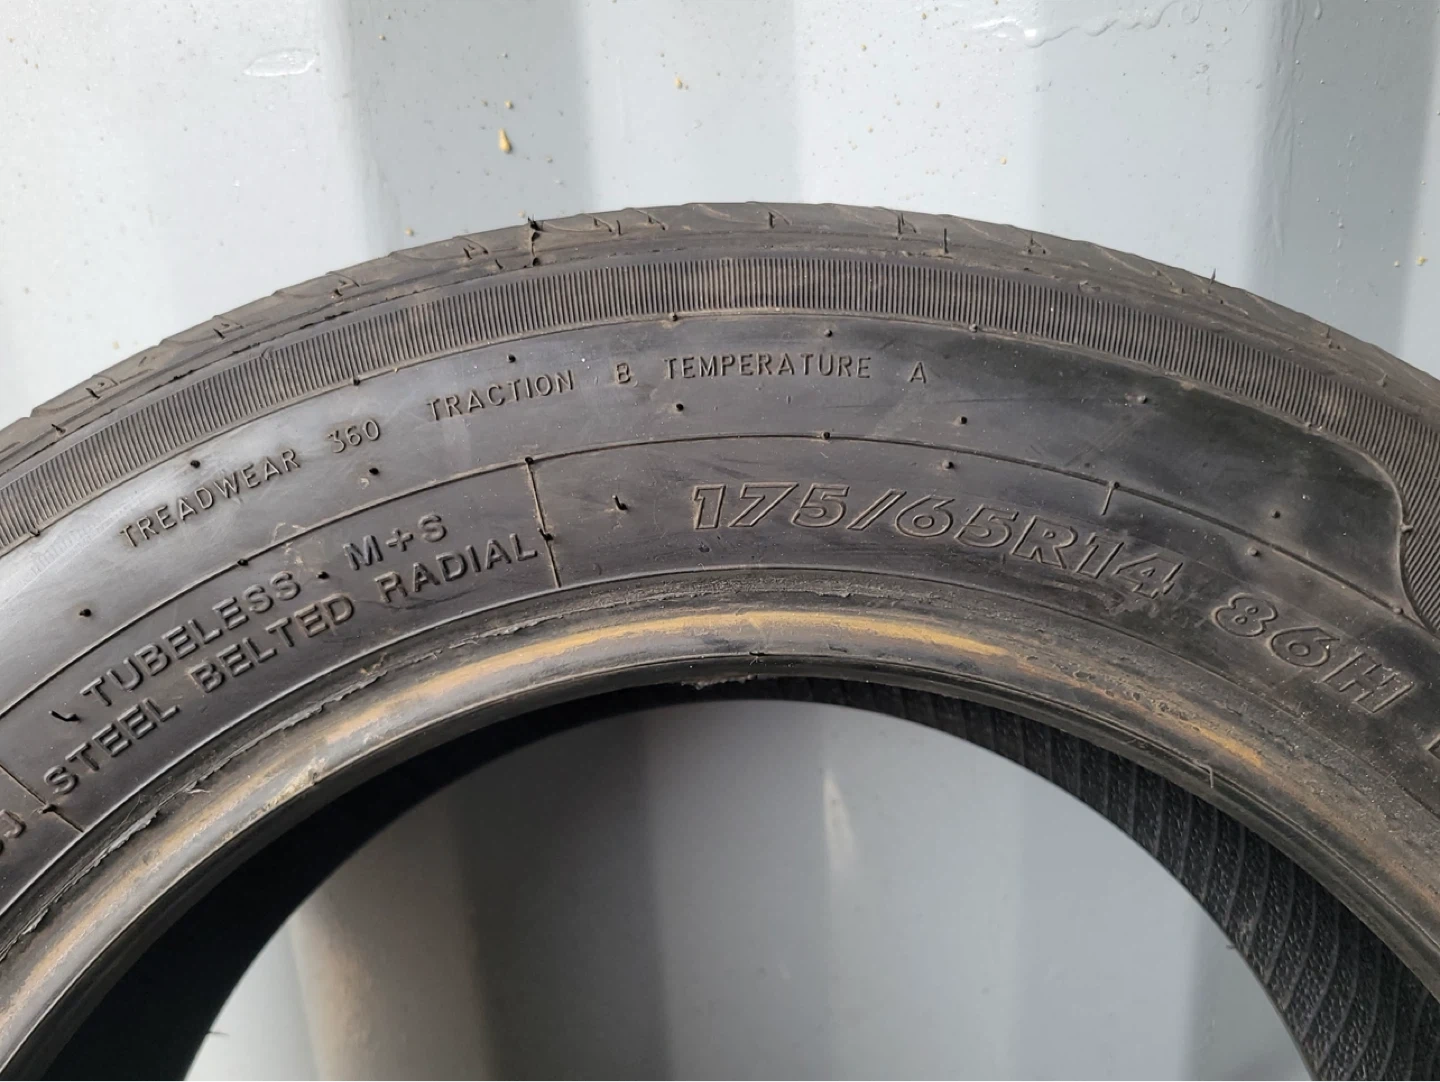 TREADWEAR 360 TRACTION B TEMPERATURE A
TUBELESS M+S
STEEL BELTED RADIAL
175/65R14 86H